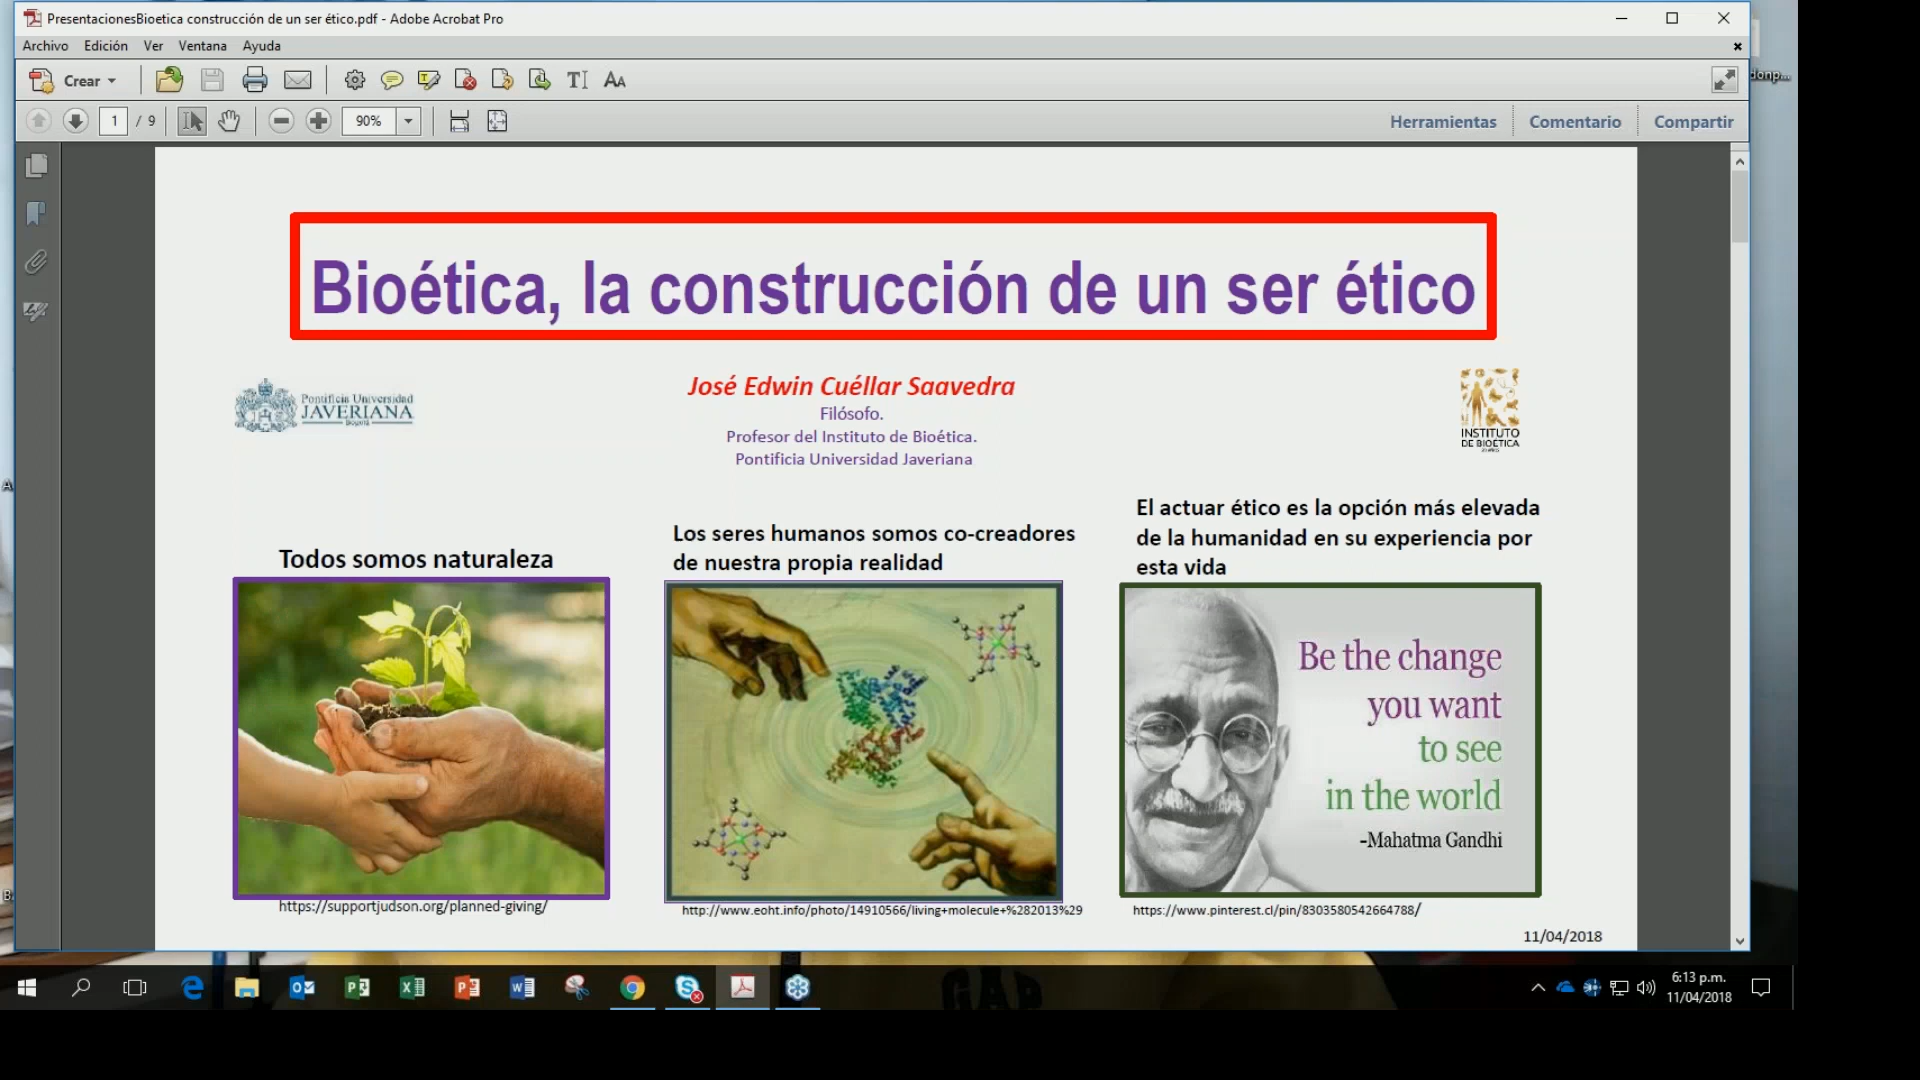 PresentacionesBioetica construcción de un ser ético.pdf - Adobe Acrobat Pro
Archivo Edición Ver Ventana Ayuda
Crear
1 / 9 90% Herramientas Comentario Compartir
Bioética, la construcción de un ser ético
Pontificia Universidad
JAVERIANA
Bogotá
José Edwin Cuéllar Saavedra
Filósofo.
Profesor del Instituto de Bioética.
Pontificia Universidad Javeriana
INSTITUTO
DE BIOÉTICA
Todos somos naturaleza
Los seres humanos somos co-creadores
de nuestra propia realidad
El actuar ético es la opción más elevada
de la humanidad en su experiencia por
esta vida
Be the change
you want
to see
in the world
-Mahatma Gandhi
https://supportjudson.org/planned-giving/
http://www.eoht.info/photo/14910566/living+molecule+%282013%29
https://www.pinterest.cl/pin/8303580542664788/
11/04/2018
GAP
6:13 p.m.
11/04/2018